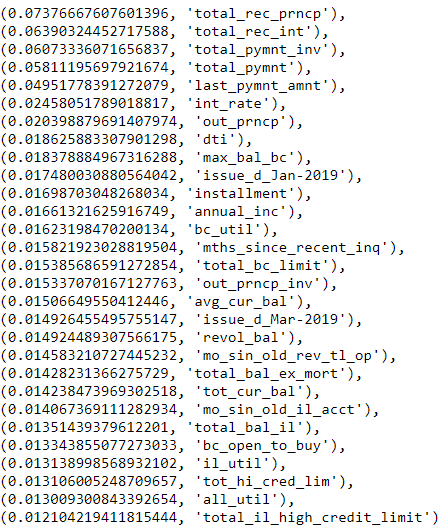 (0.07376667607601396, 'total_rec_prncp'),
(0.06390324452717588, 'total_rec_int'),
(0.06073336071656837, 'total_pymnt_inv'),
(0.05811195697921674, 'total_pymnt'),
(0.04951778391272079, 'last_pymnt_amnt'),
(0.02458051789018817, 'int_rate'),
(0.020398879691407974, 'out_prncp'),
(0.018625883307901298, 'dti'),
(0.018378884967316288, 'max_bal_bc'),
(0.017480030880564042, 'issue_d_Jan-2019'),
(0.01698703048268034, 'installment'),
(0.01661321625916749, 'annual_inc'),
(0.01623198470200134, 'bc_util'),
(0.015821923028819504, 'mths_since_recent_inq'),
(0.015385686591272854, 'total_bc_limit'),
(0.015337070167127763, 'out_prncp_inv'),
(0.01506649550412446, 'avg_cur_bal'),
(0.014926455495755147, 'issue_d_Mar-2019'),
(0.014924489307566175, 'revol_bal'),
(0.014583210727445232, 'mo_sin_old_rev_tl_op'),
(0.01428231366275729, 'total_bal_ex_mort'),
(0.014238473969302518, 'tot_cur_bal'),
(0.014067369111282934, 'mo_sin_old_il_acct'),
(0.01351439379612201, 'total_bal_il'),
(0.013343855077273033, 'bc_open_to_buy'),
(0.013138998568932102, 'il_util'),
(0.013106005248709657, 'tot_hi_cred_lim'),
(0.013009300843392654, 'all_util'),
(0.012104219411815444, 'total_il_high_credit_limit')